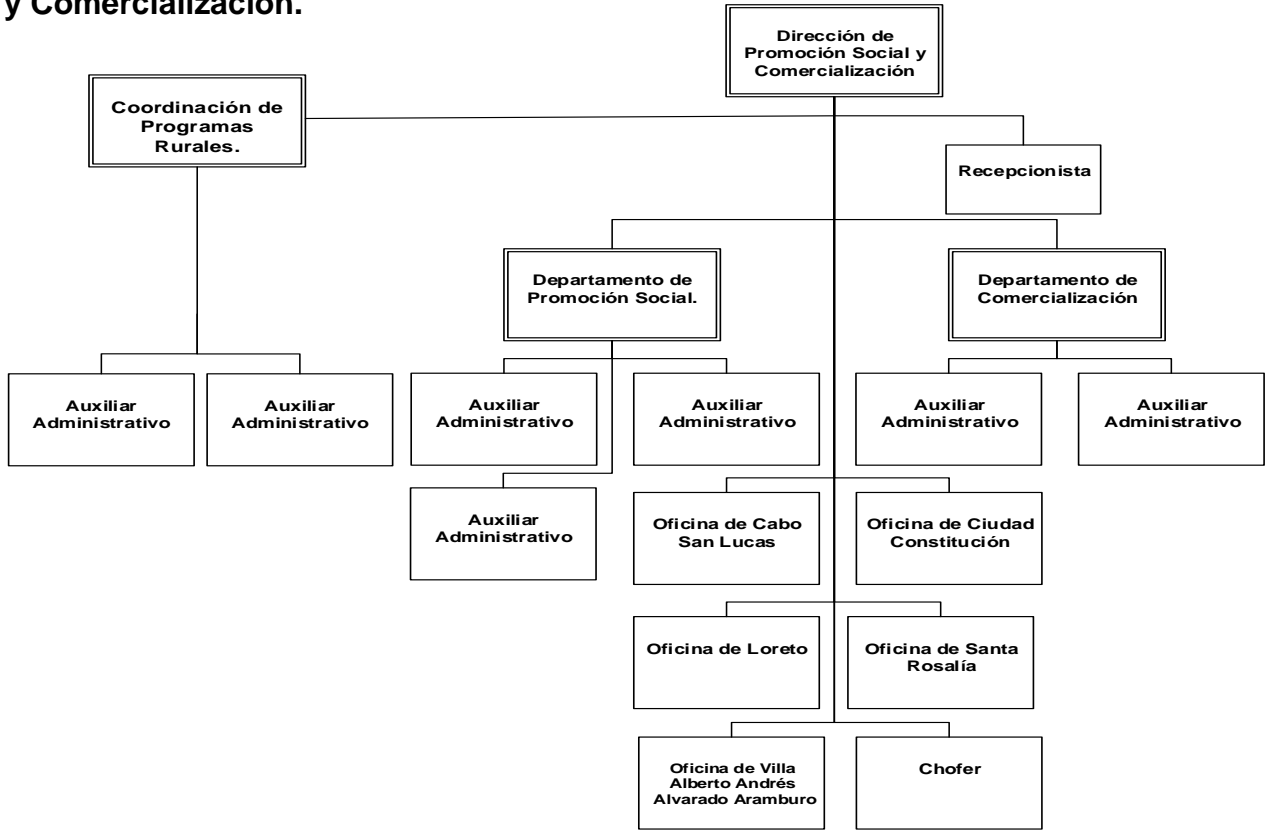 y Comercialización.
Dirección de
Promoción Social y
Comercialización
Coordinación de
Programas
Rurales.
Recepcionista
Departamento de
Promoción Social.
Departamento de
Comercialización
Auxiliar
Administrativo
Auxiliar
Administrativo
Auxiliar
Administrativo
Auxiliar
Administrativo
Auxiliar
Administrativo
Auxiliar
Administrativo
Auxiliar
Administrativo
Oficina de Cabo
San Lucas
Oficina de Ciudad
Constitución
Oficina de Loreto
Oficina de Santa
Rosalía
Oficina de Villa
Alberto Andrés
Alvarado Aramburo
Chofer